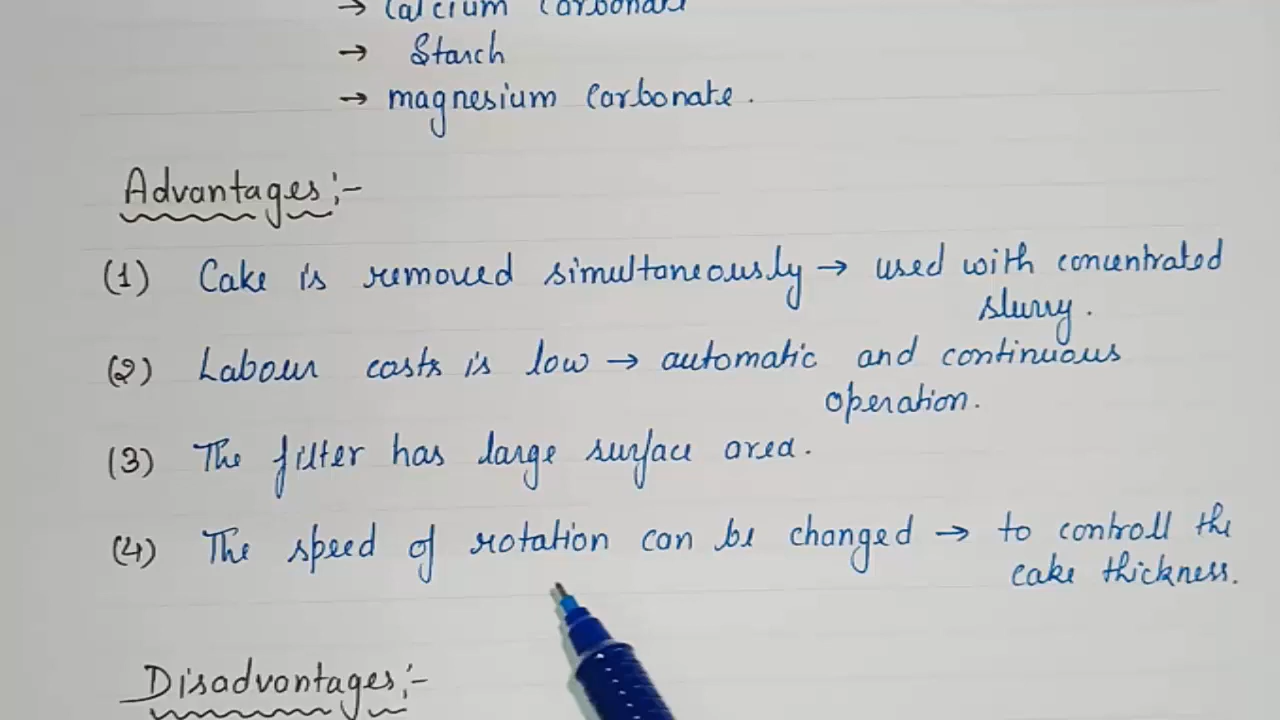 → Calcium Carbonate
→ Starch
→ magnesium Carbonate.
Advantages:-
(1) Cake is removed simultaneously → used with concentrated
slurry.
(2) Labour costs is low → automatic and continuous
operation.
(3) The filter has large surface area.
(4) The speed of rotation can be changed → to controll the
cake thickness.
Disadvantages:-